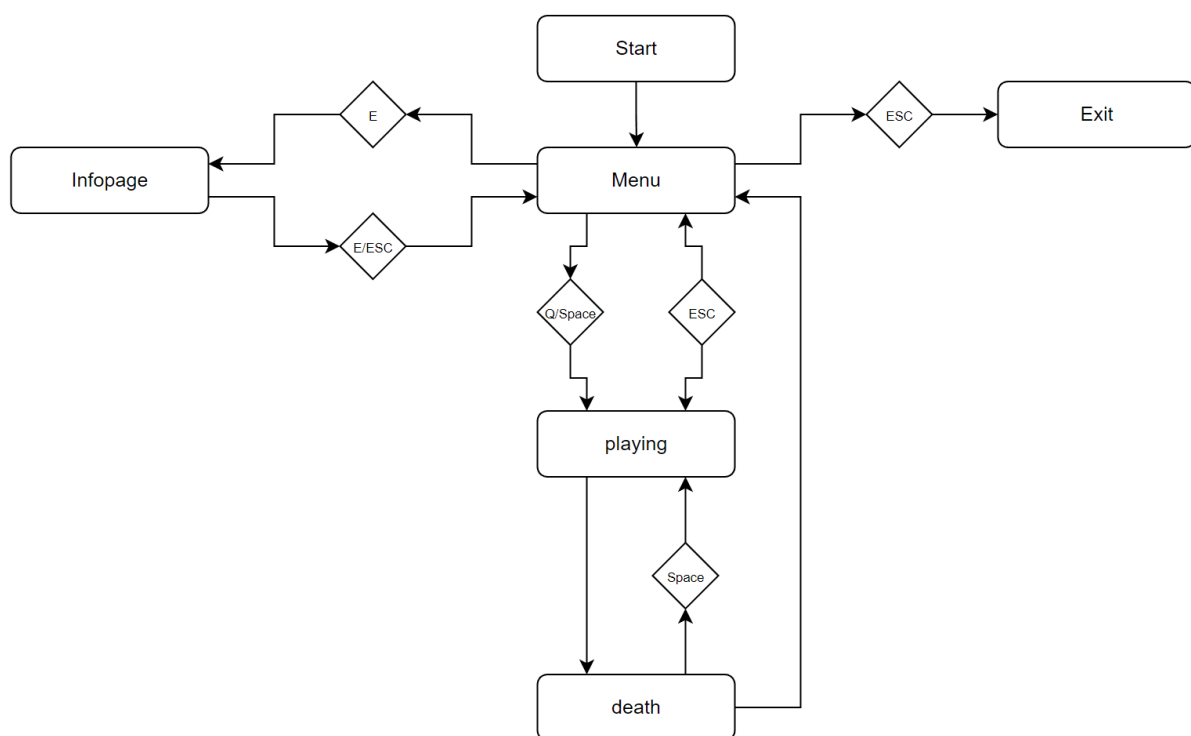 Start
E
ESC
Exit
Infopage
Menu
E/ESC
Q/Space
ESC
playing
Space
death